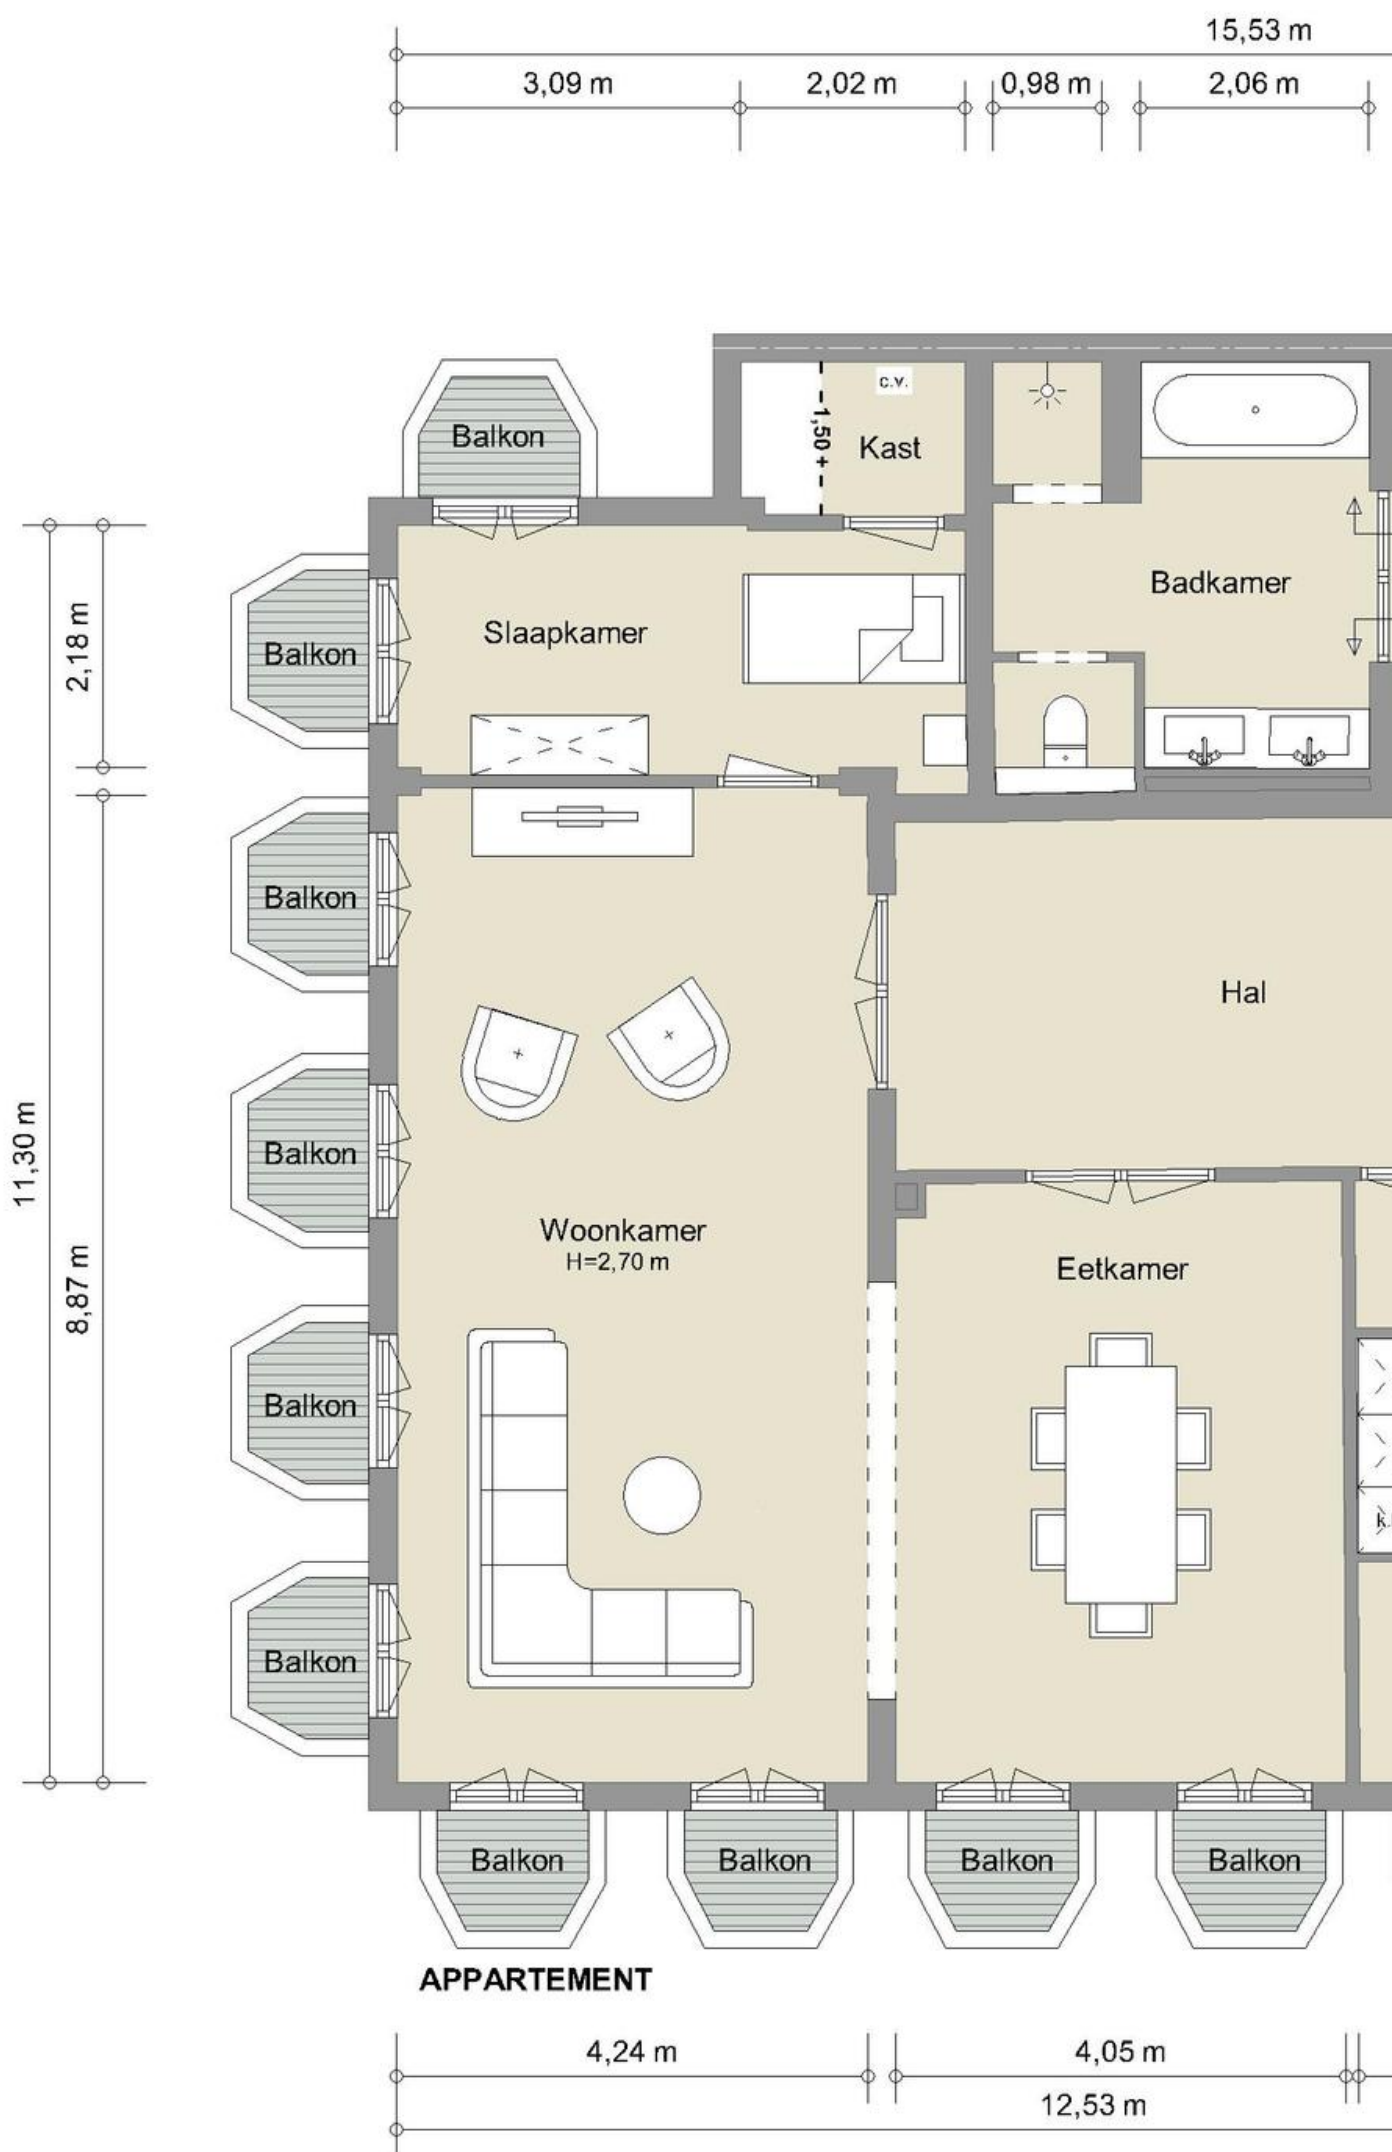 15,53 m
3,09 m
2,02 m
0,98 m
2,06 m
Balkon
c.v.
1,50 +
Kast
2,18 m
Balkon
Slaapkamer
Badkamer
Balkon
Hal
11,30 m
Balkon
8,87 m
Woonkamer
H=2,70 m
Eetkamer
Balkon
Balkon
Balkon
Balkon
Balkon
Balkon
APPARTEMENT
4,24 m
4,05 m
12,53 m